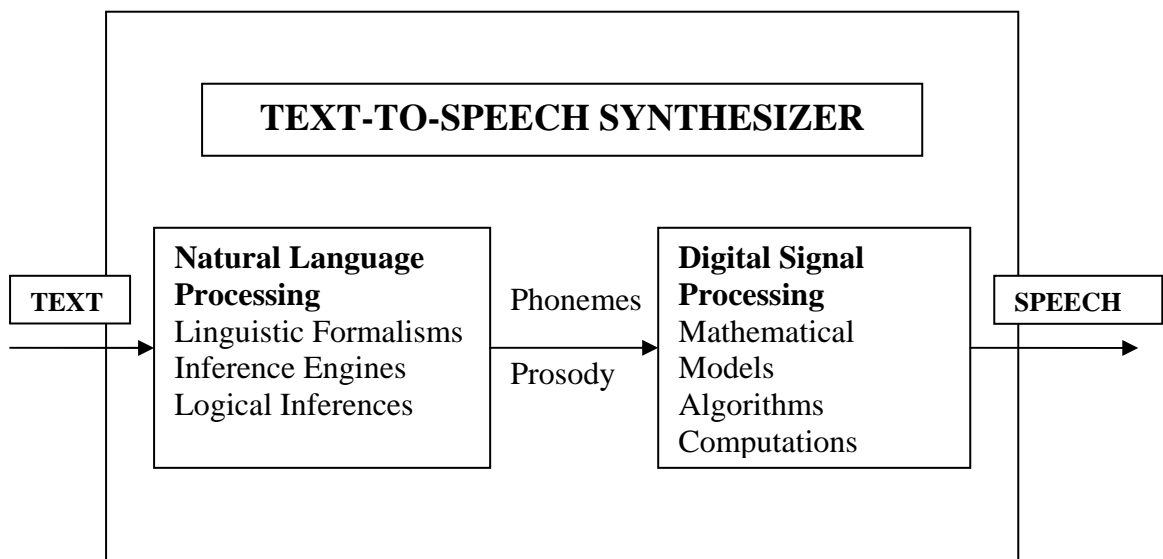 TEXT-TO-SPEECH SYNTHESIZER
TEXT
Natural Language
Processing
Linguistic Formalisms
Inference Engines
Logical Inferences
Phonemes
Prosody
Digital Signal
Processing
Mathematical
Models
Algorithms
Computations
SPEECH